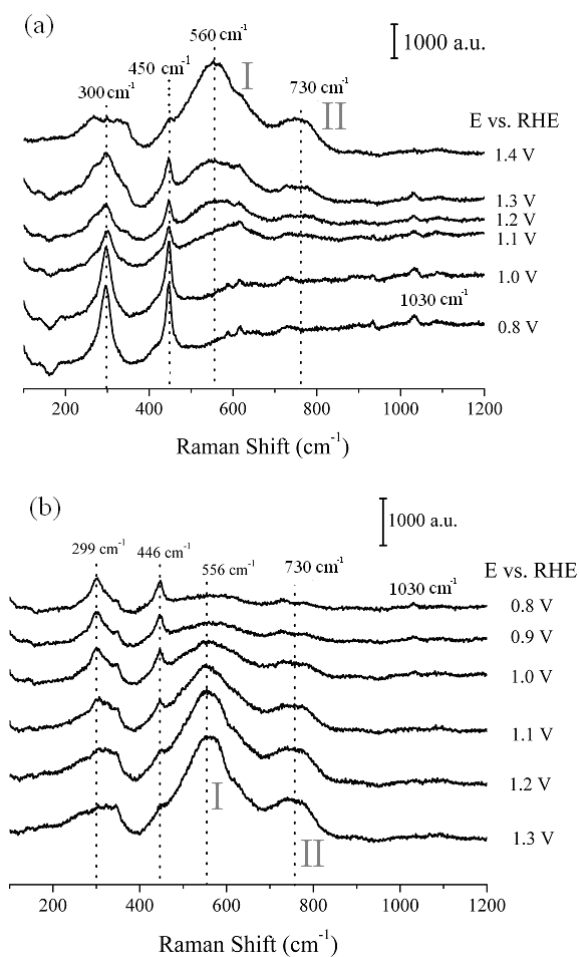 (a)
560 cm⁻¹
1000 a.u.
450 cm⁻¹
I
300 cm⁻¹
730 cm⁻¹
II
E vs. RHE
1.4 V
1.3 V
1.2 V
1.1 V
1.0 V
1030 cm⁻¹
0.8 V
200 400 600 800 1000 1200
Raman Shift (cm⁻¹)
(b)
1000 a.u.
299 cm⁻¹ 446 cm⁻¹ 556 cm⁻¹ 730 cm⁻¹
E vs. RHE
1030 cm⁻¹
0.8 V
0.9 V
1.0 V
1.1 V
1.2 V
I
1.3 V
II
200 400 600 800 1000 1200
Raman Shift (cm⁻¹)